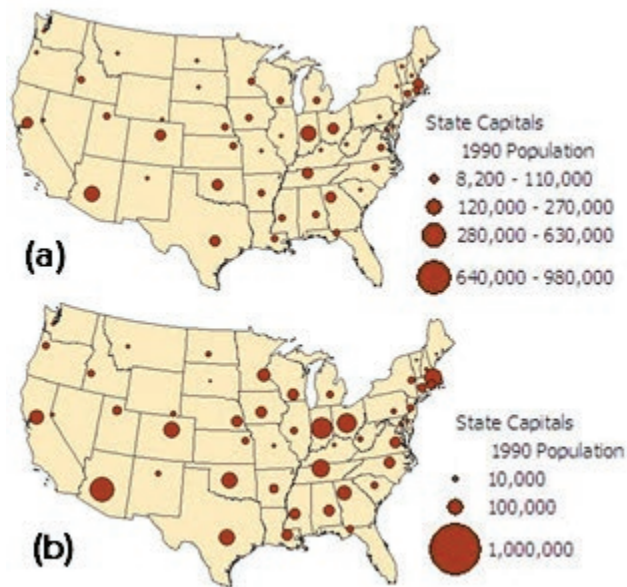 State Capitals
1990 Population
8,200 - 110,000
120,000 - 270,000
280,000 - 630,000
640,000 - 980,000
(a)
State Capitals
1990 Population
10,000
100,000
1,000,000
(b)